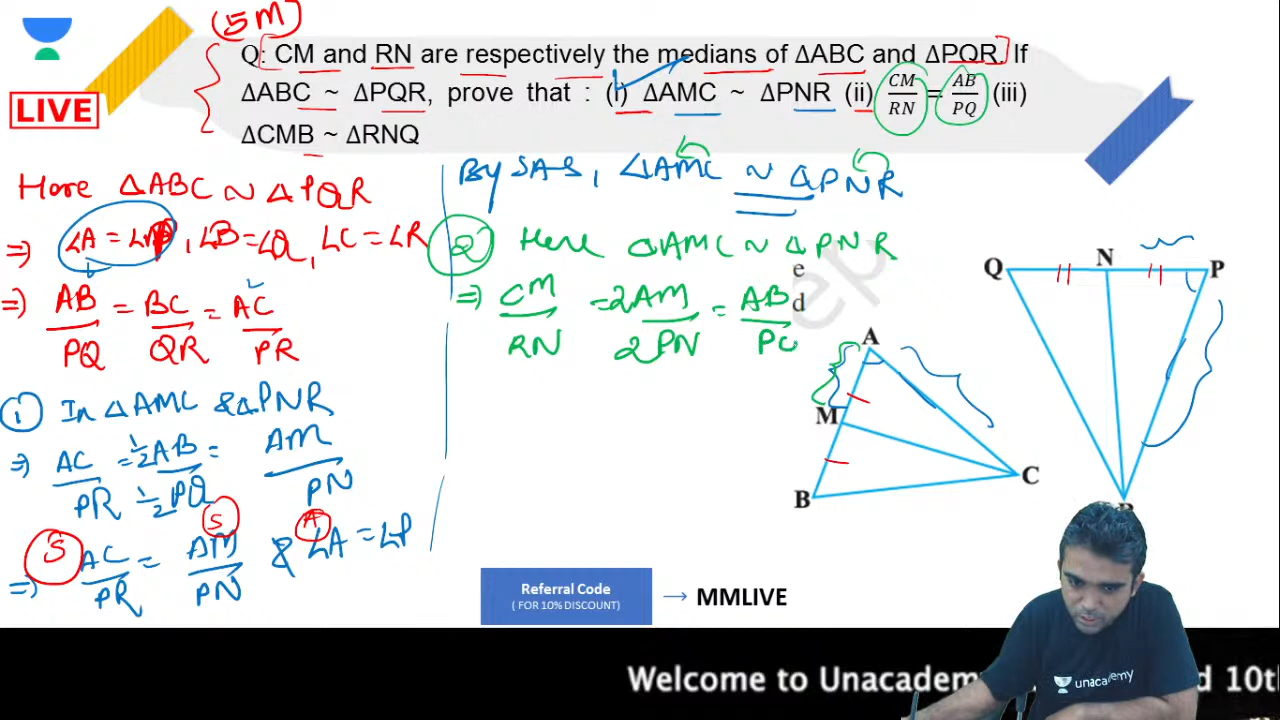 (5M)
Q: CM and RN are respectively the medians of ΔABC and ΔPQR. If
ΔABC ~ ΔPQR, prove that : (i) ΔAMC ~ ΔPNR (ii) CM/RN = AB/PQ (iii)
ΔCMB ~ ΔRNQ
LIVE
Here ΔABC ~ ΔPQR
⇒ ∠A = ∠P, ∠B = ∠Q, ∠C = ∠R
⇒ AB/PQ = BC/QR = AC/PR
(i) In ΔAMC & ΔPNR
⇒ AC/PR = ½AB/½PQ = AM/PN
S S A
⇒ AC/PR = AM/PN & ∠A = ∠P
By SAS, ΔAMC ~ ΔPNR
Here ΔAMC ~ ΔPNR
⇒ CM/RN = 2AM/2PN = AB/PQ
e
d
ep
A
M
B
C
Q
N
P
Referral Code
( FOR 10% DISCOUNT)
→ MMLIVE
unacademy
Welcome to Unacadem
d 10t